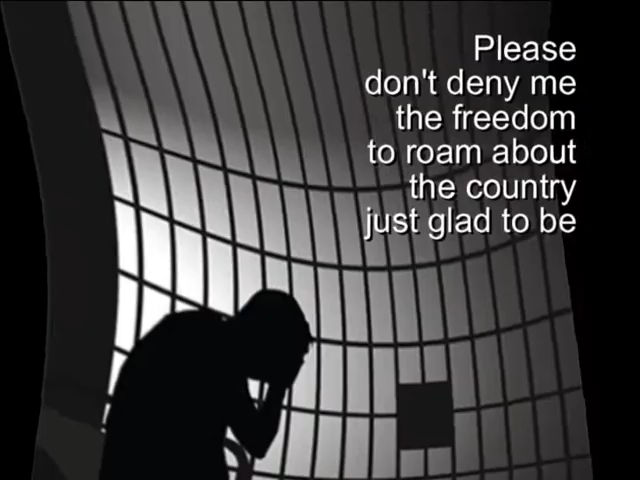 Please
don't deny me
the freedom
to roam about
the country
just glad to be